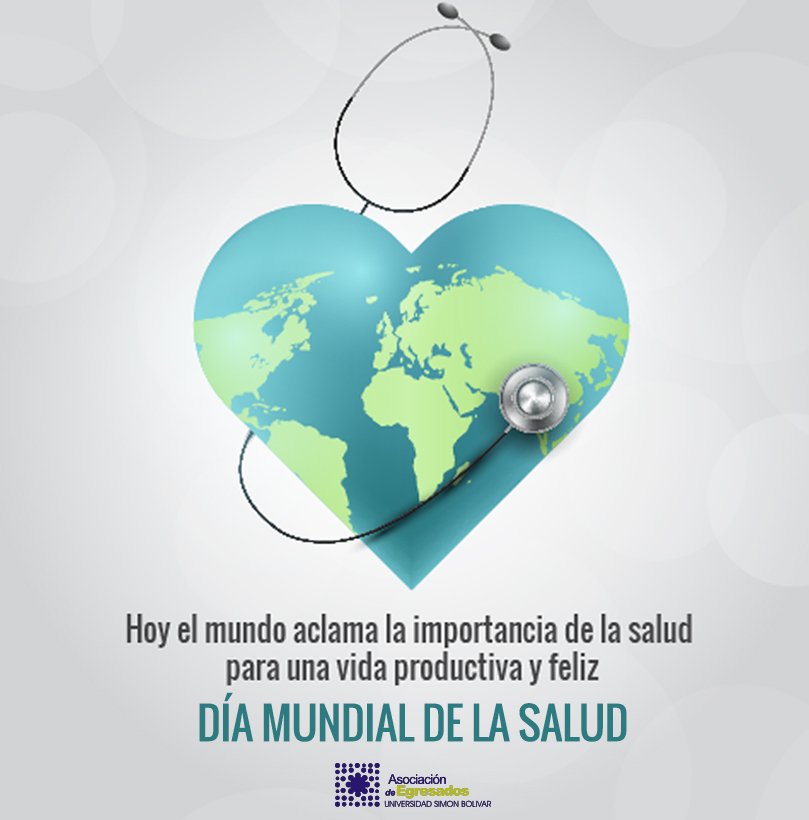 Hoy el mundo aclama la importancia de la salud
para una vida productiva y feliz
DÍA MUNDIAL DE LA SALUD
Asociación
de Egresados
UNIVERSIDAD SIMON BOLIVAR